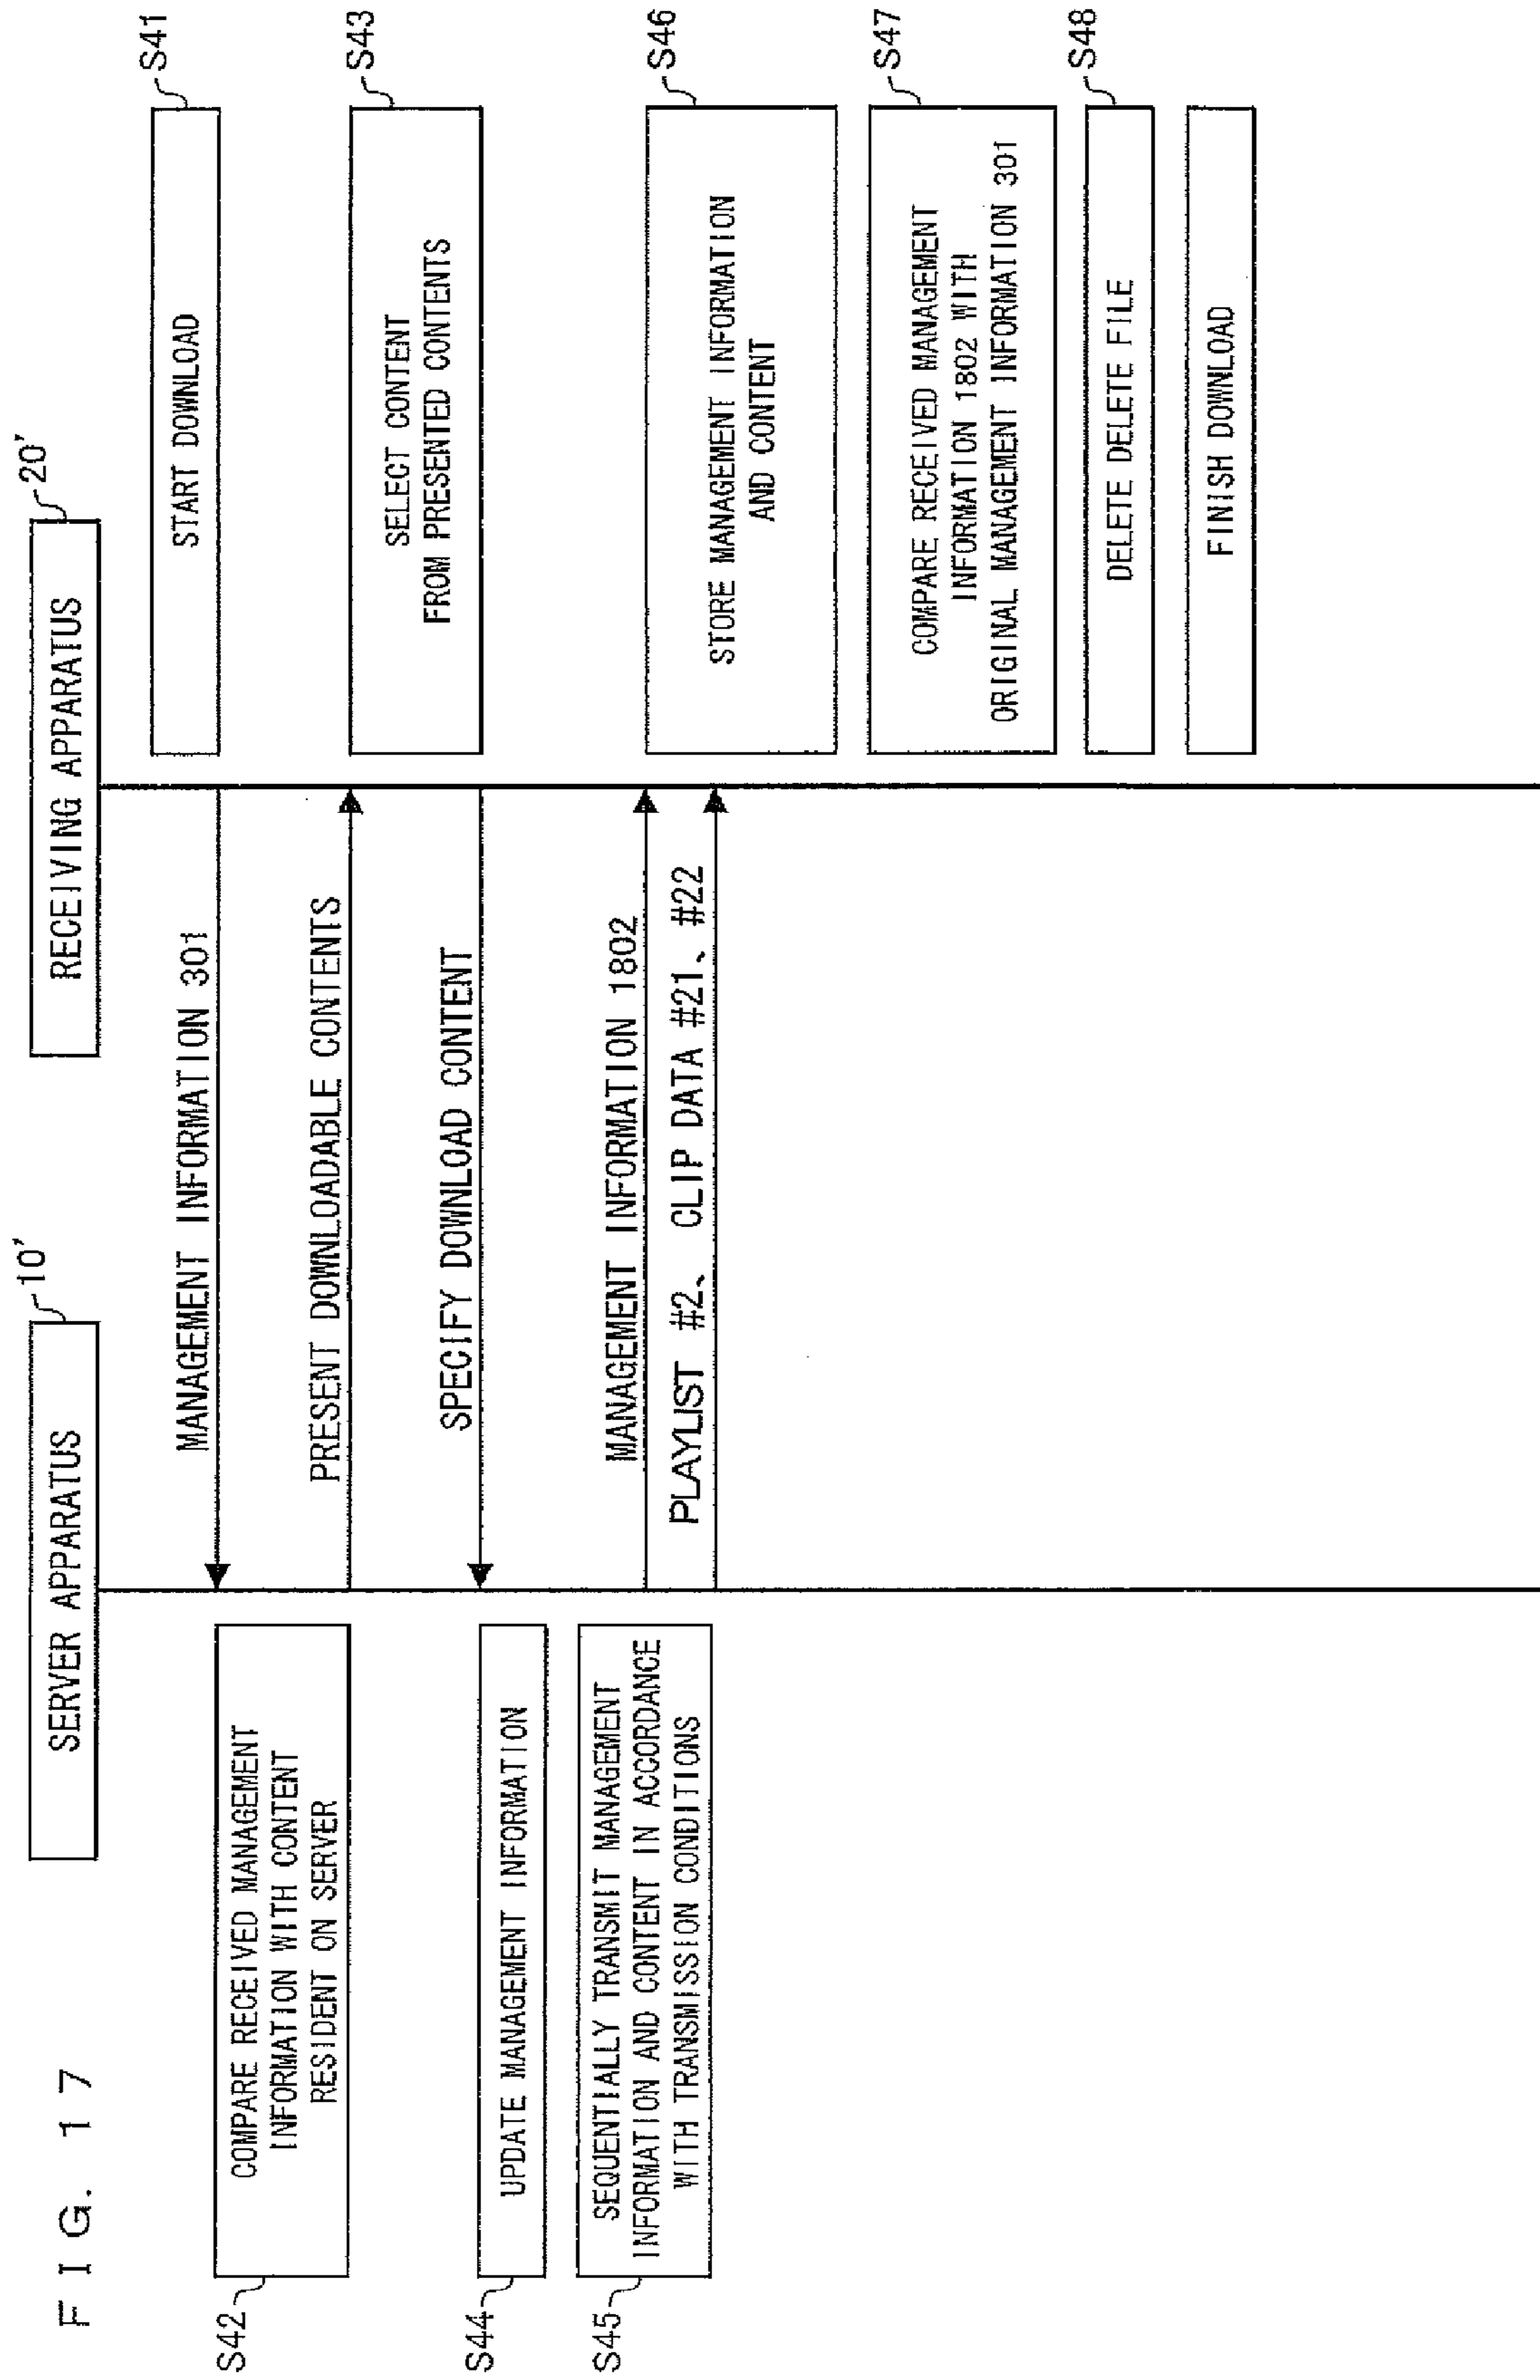 FIG. 17
SERVER APPARATUS
10'
RECEIVING APPARATUS
20'
START DOWNLOAD
S41
MANAGEMENT INFORMATION 301
S42
COMPARE RECEIVED MANAGEMENT
INFORMATION WITH CONTENT
RESIDENT ON SERVER
PRESENT DOWNLOADABLE CONTENTS
SELECT CONTENT
FROM PRESENTED CONTENTS
S43
SPECIFY DOWNLOAD CONTENT
S44
UPDATE MANAGEMENT INFORMATION
S45
SEQUENTIALLY TRANSMIT MANAGEMENT
INFORMATION AND CONTENT IN ACCORDANCE
WITH TRANSMISSION CONDITIONS
MANAGEMENT INFORMATION 1802
PLAYLIST #2、 CLIP DATA #21、#22
STORE MANAGEMENT INFORMATION
AND CONTENT
S46
COMPARE RECEIVED MANAGEMENT
INFORMATION 1802 WITH
ORIGINAL MANAGEMENT INFORMATION 301
S47
DELETE DELETE FILE
S48
FINISH DOWNLOAD